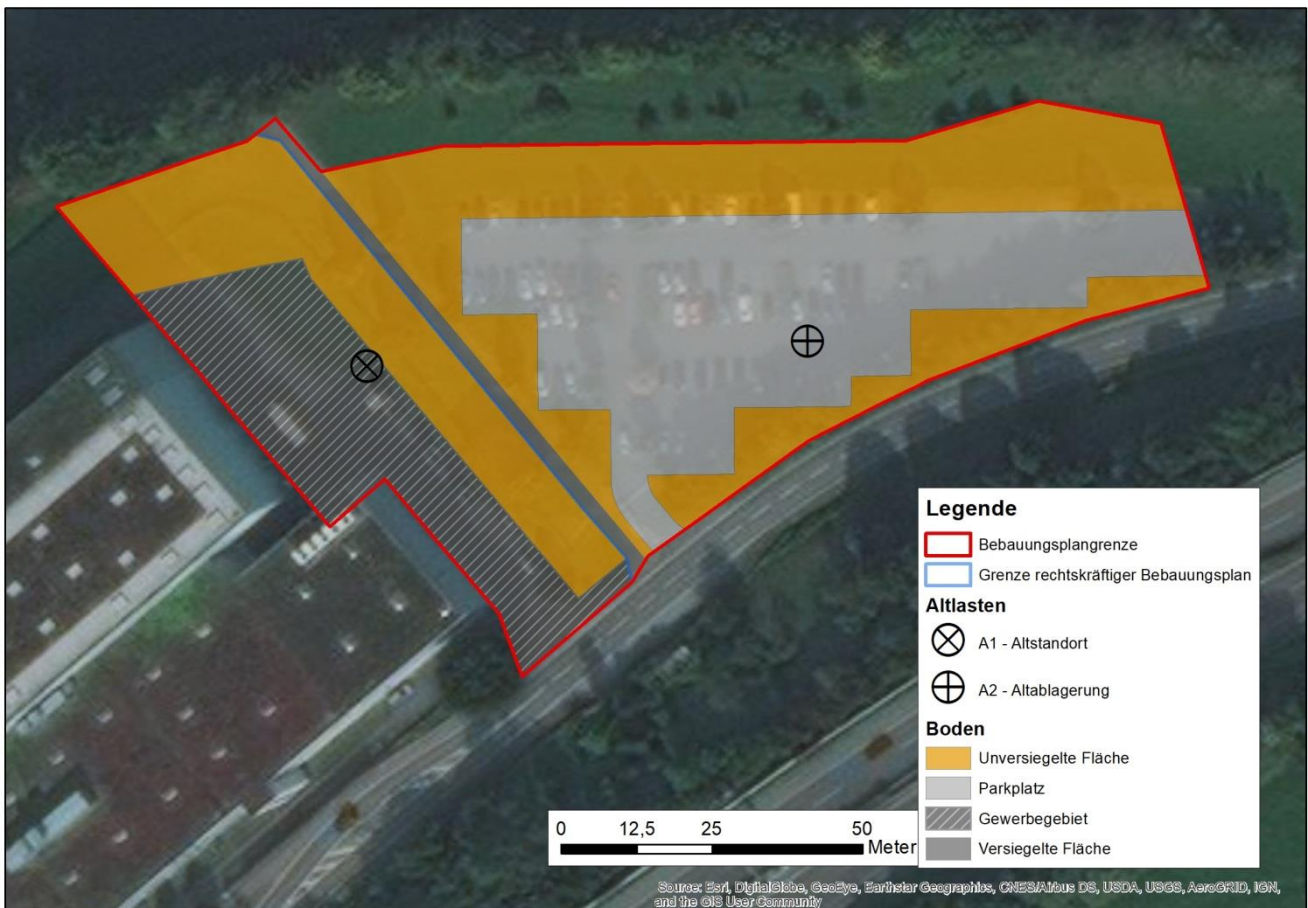 Legende
Bebauungsplangrenze
Grenze rechtskräftiger Bebauungsplan
Altlasten
A1 - Altstandort
A2 - Altablagerung
Boden
Unversiegelte Fläche
Parkplatz
Gewerbegebiet
Versiegelte Fläche
0 12,5 25 50
Meter
Source: Esri, DigitalGlobe, GeoEye, Earthstar Geographics, CNES/Airbus DS, USDA, USGS, AeroGRID, IGN,
and the GIS User Community